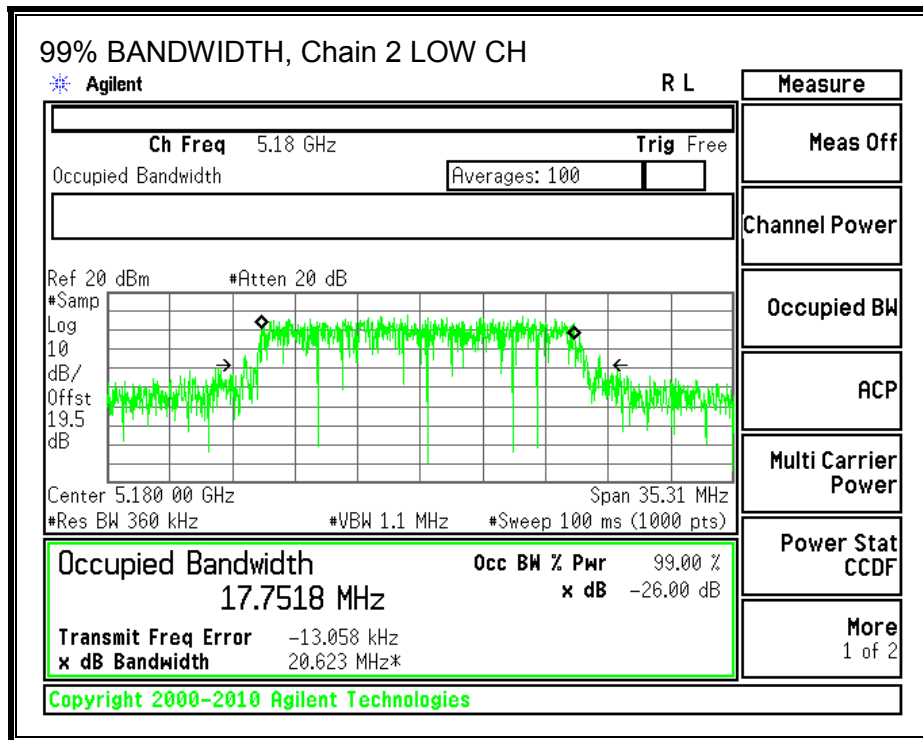 99% BANDWIDTH, Chain 2 LOW CH
Agilent R L
Ch Freq 5.18 GHz Trig Free
Occupied Bandwidth Averages: 100
Ref 20 dBm #Atten 20 dB
#Samp
Log
10
dB/
Offst
19.5
dB
Center 5.180 00 GHz Span 35.31 MHz
#Res BW 360 kHz #VBW 1.1 MHz #Sweep 100 ms (1000 pts)
Occupied Bandwidth Occ BW % Pwr 99.00 %
17.7518 MHz x dB -26.00 dB
Transmit Freq Error -13.058 kHz
x dB Bandwidth 20.623 MHz*
Copyright 2000-2010 Agilent Technologies
Measure
Meas Off
Channel Power
Occupied BW
ACP
Multi Carrier
Power
Power Stat
CCDF
More
1 of 2